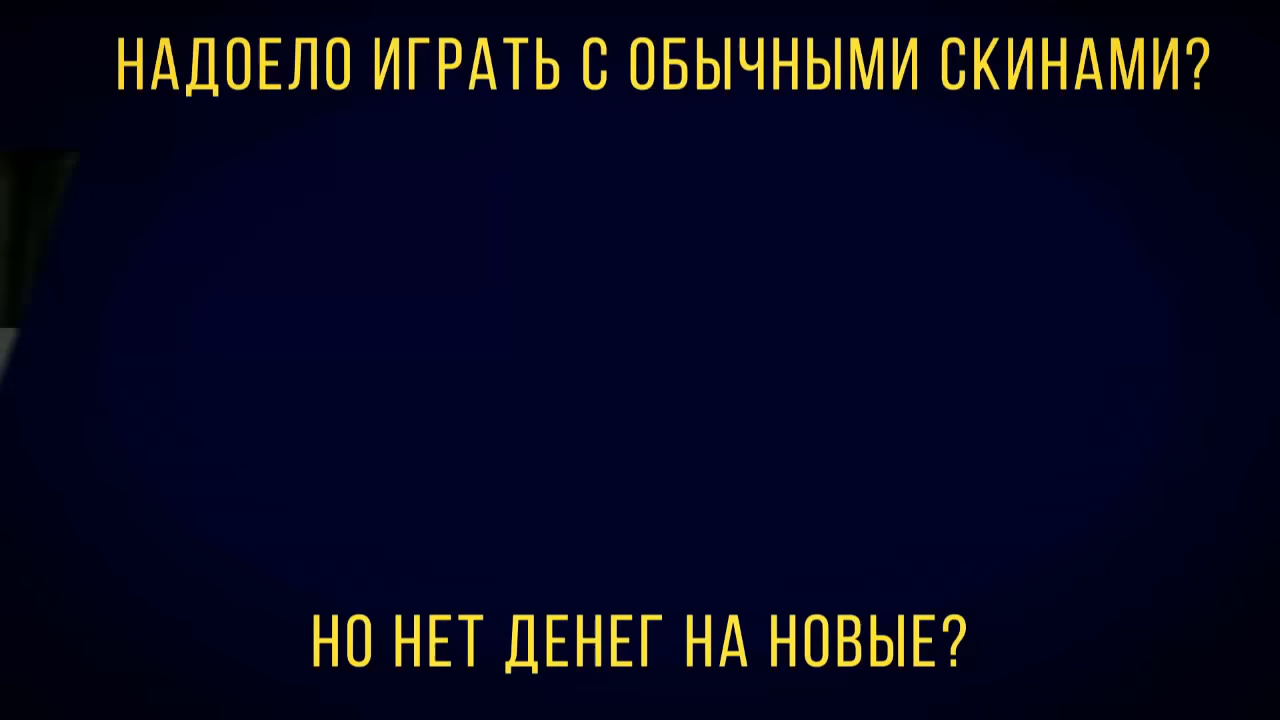 НАДОЕЛО ИГРАТЬ С ОБЫЧНЫМИ СКИНАМИ?
НО НЕТ ДЕНЕГ НА НОВЫЕ?